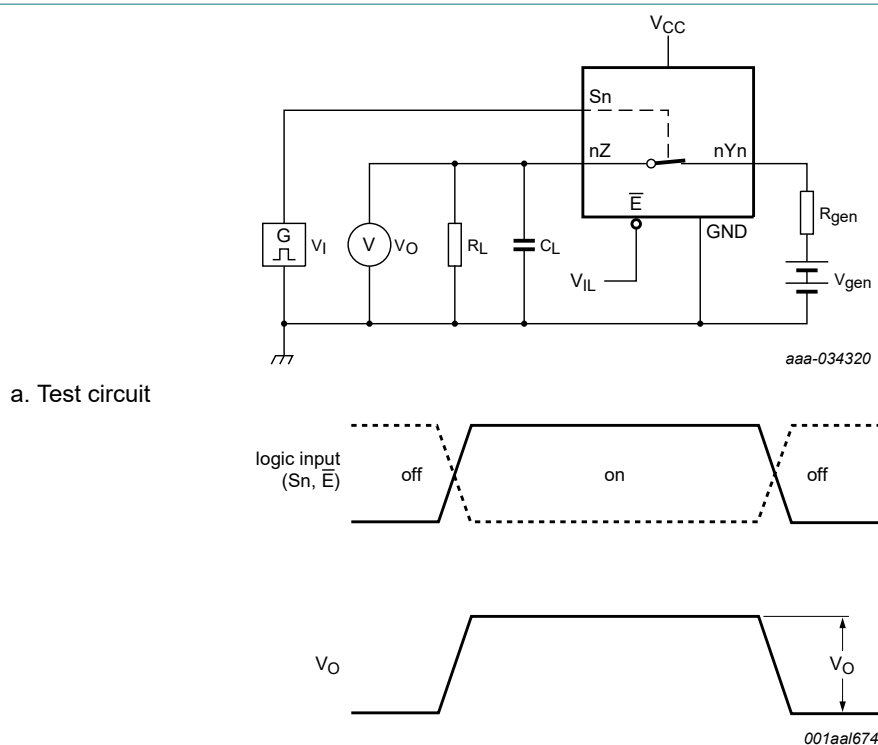 VCC
Sn
nZ
nYn
E
GND
Rgen
G
VI
V
VO
RL
CL
VIL
Vgen
aaa-034320
a. Test circuit
logic input
(Sn, E)
off
on
off
VO
VO
001aal674